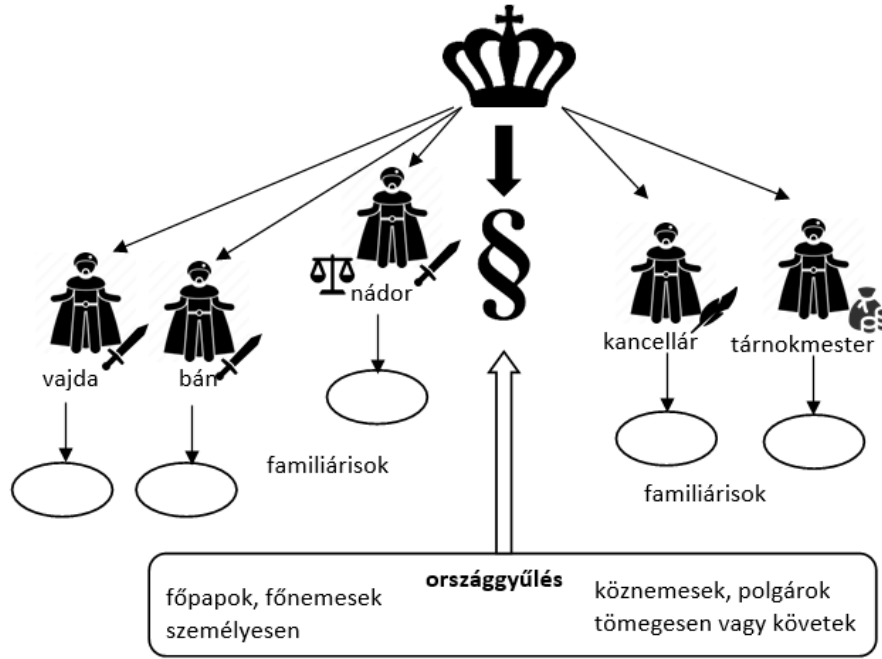 nádor
vajda
bán
kancellár
tárnokmester
familiárisok
familiárisok
országgyűlés
főpapok, főnemesek
személyesen
köznemesek, polgárok
tömegesen vagy követek
§